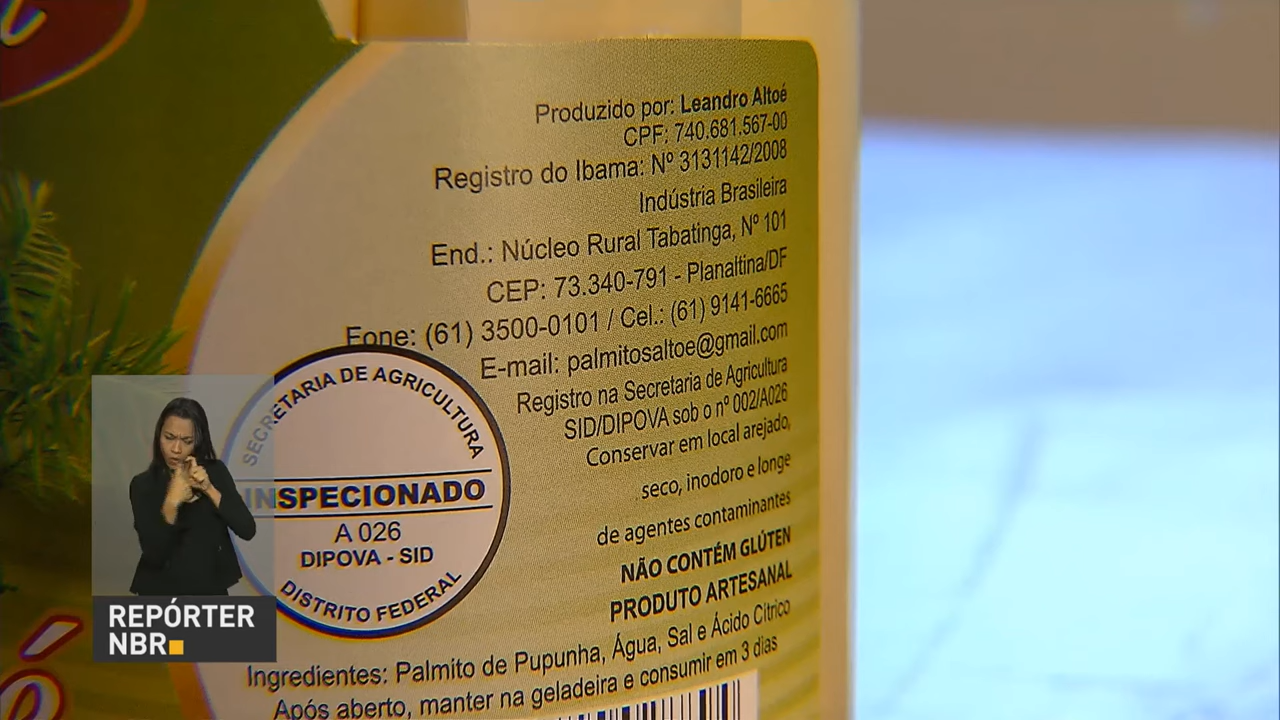 Produzido por: Leandro Altoé
CPF: 740.681.567-00
Registro do Ibama: Nº 3131142/2008
Indústria Brasileira
End.: Núcleo Rural Tabatinga, Nº 101
CEP: 73.340-791 - Planaltina/DF
Fone: (61) 3500-0101 / Cel.: (61) 9141-6665
E-mail: palmitosaltoe@gmail.com
Registro na Secretaria de Agricultura
SID/DIPOVA sob o nº 002/A026
Conservar em local arejado,
seco, inodoro e longe
de agentes contaminantes
NÃO CONTÉM GLÚTEN
PRODUTO ARTESANAL
SECRETARIA DE AGRICULTURA
INSPECIONADO
A 026
DIPOVA - SID
DISTRITO FEDERAL
Ingredientes: Palmito de Pupunha, Água, Sal e Ácido Cítrico
Após aberto, manter na geladeira e consumir em 3 dias
REPÓRTER
NBR